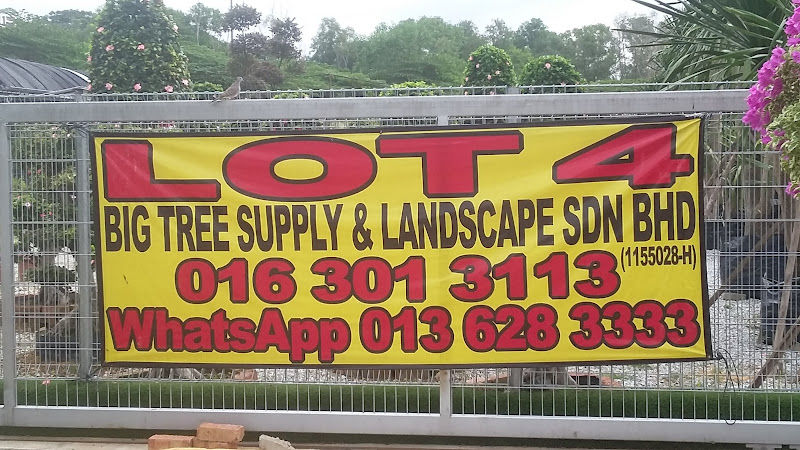 LOT 4
BIG TREE SUPPLY & LANDSCAPE SDN BHD
(1155028-H)
016 301 3113
WhatsApp 013 628 3333